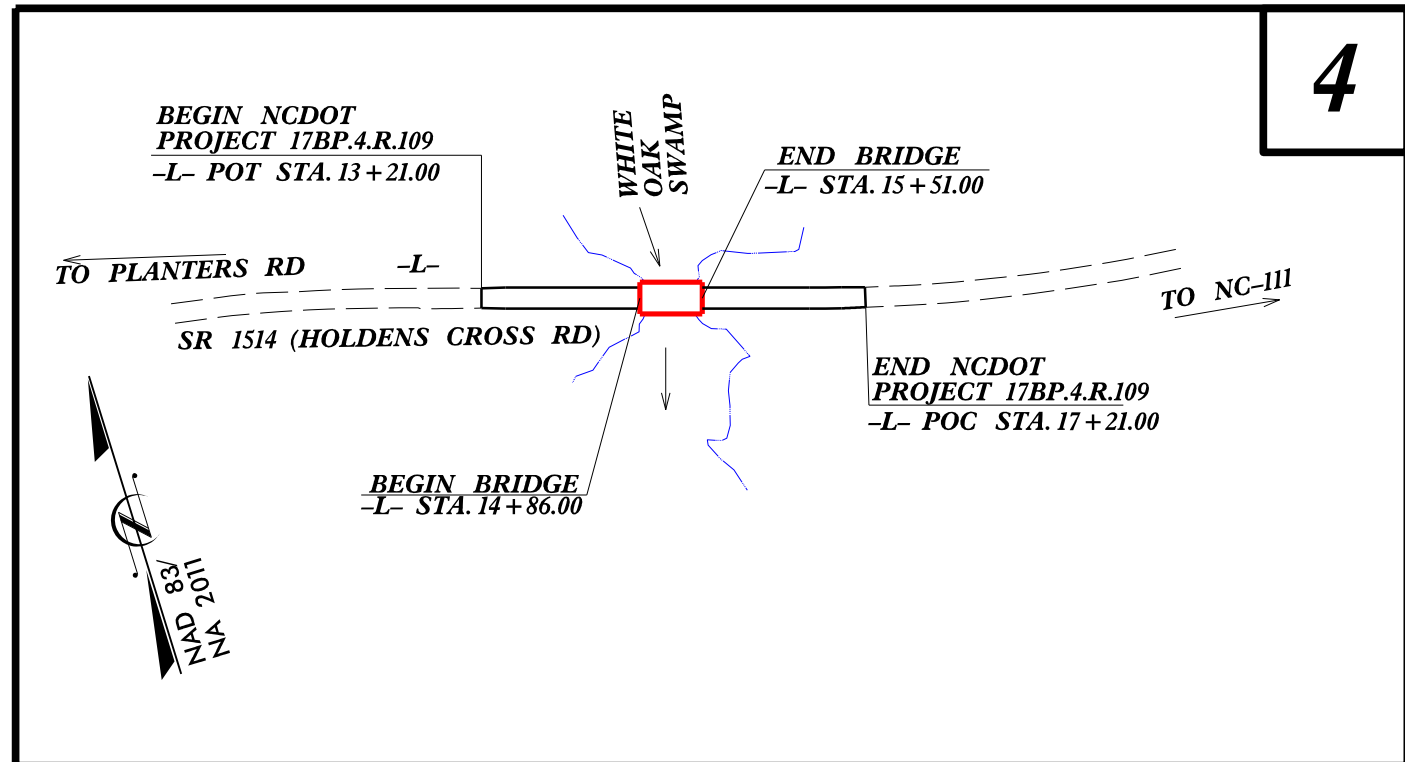 4
BEGIN NCDOT
PROJECT 17BP.4.R.109
-L- POT STA. 13+21.00
WHITE
OAK
SWAMP
END BRIDGE
-L- STA. 15+51.00
TO PLANTERS RD
-L-
TO NC-111
SR 1514 (HOLDENS CROSS RD)
END NCDOT
PROJECT 17BP.4.R.109
-L- POC STA. 17+21.00
BEGIN BRIDGE
-L- STA. 14+86.00
NAD 83/
NA 2011